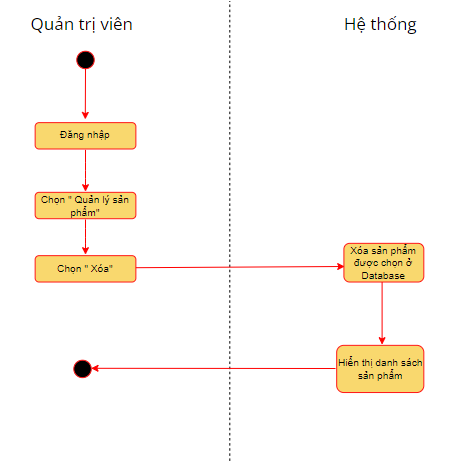 Quản trị viên
Hệ thống
Đăng nhập
Chọn " Quản lý sản
phẩm"
Chọn " Xóa"
Xóa sản phẩm
được chọn ở
Database
Hiển thị danh sách
sản phẩm